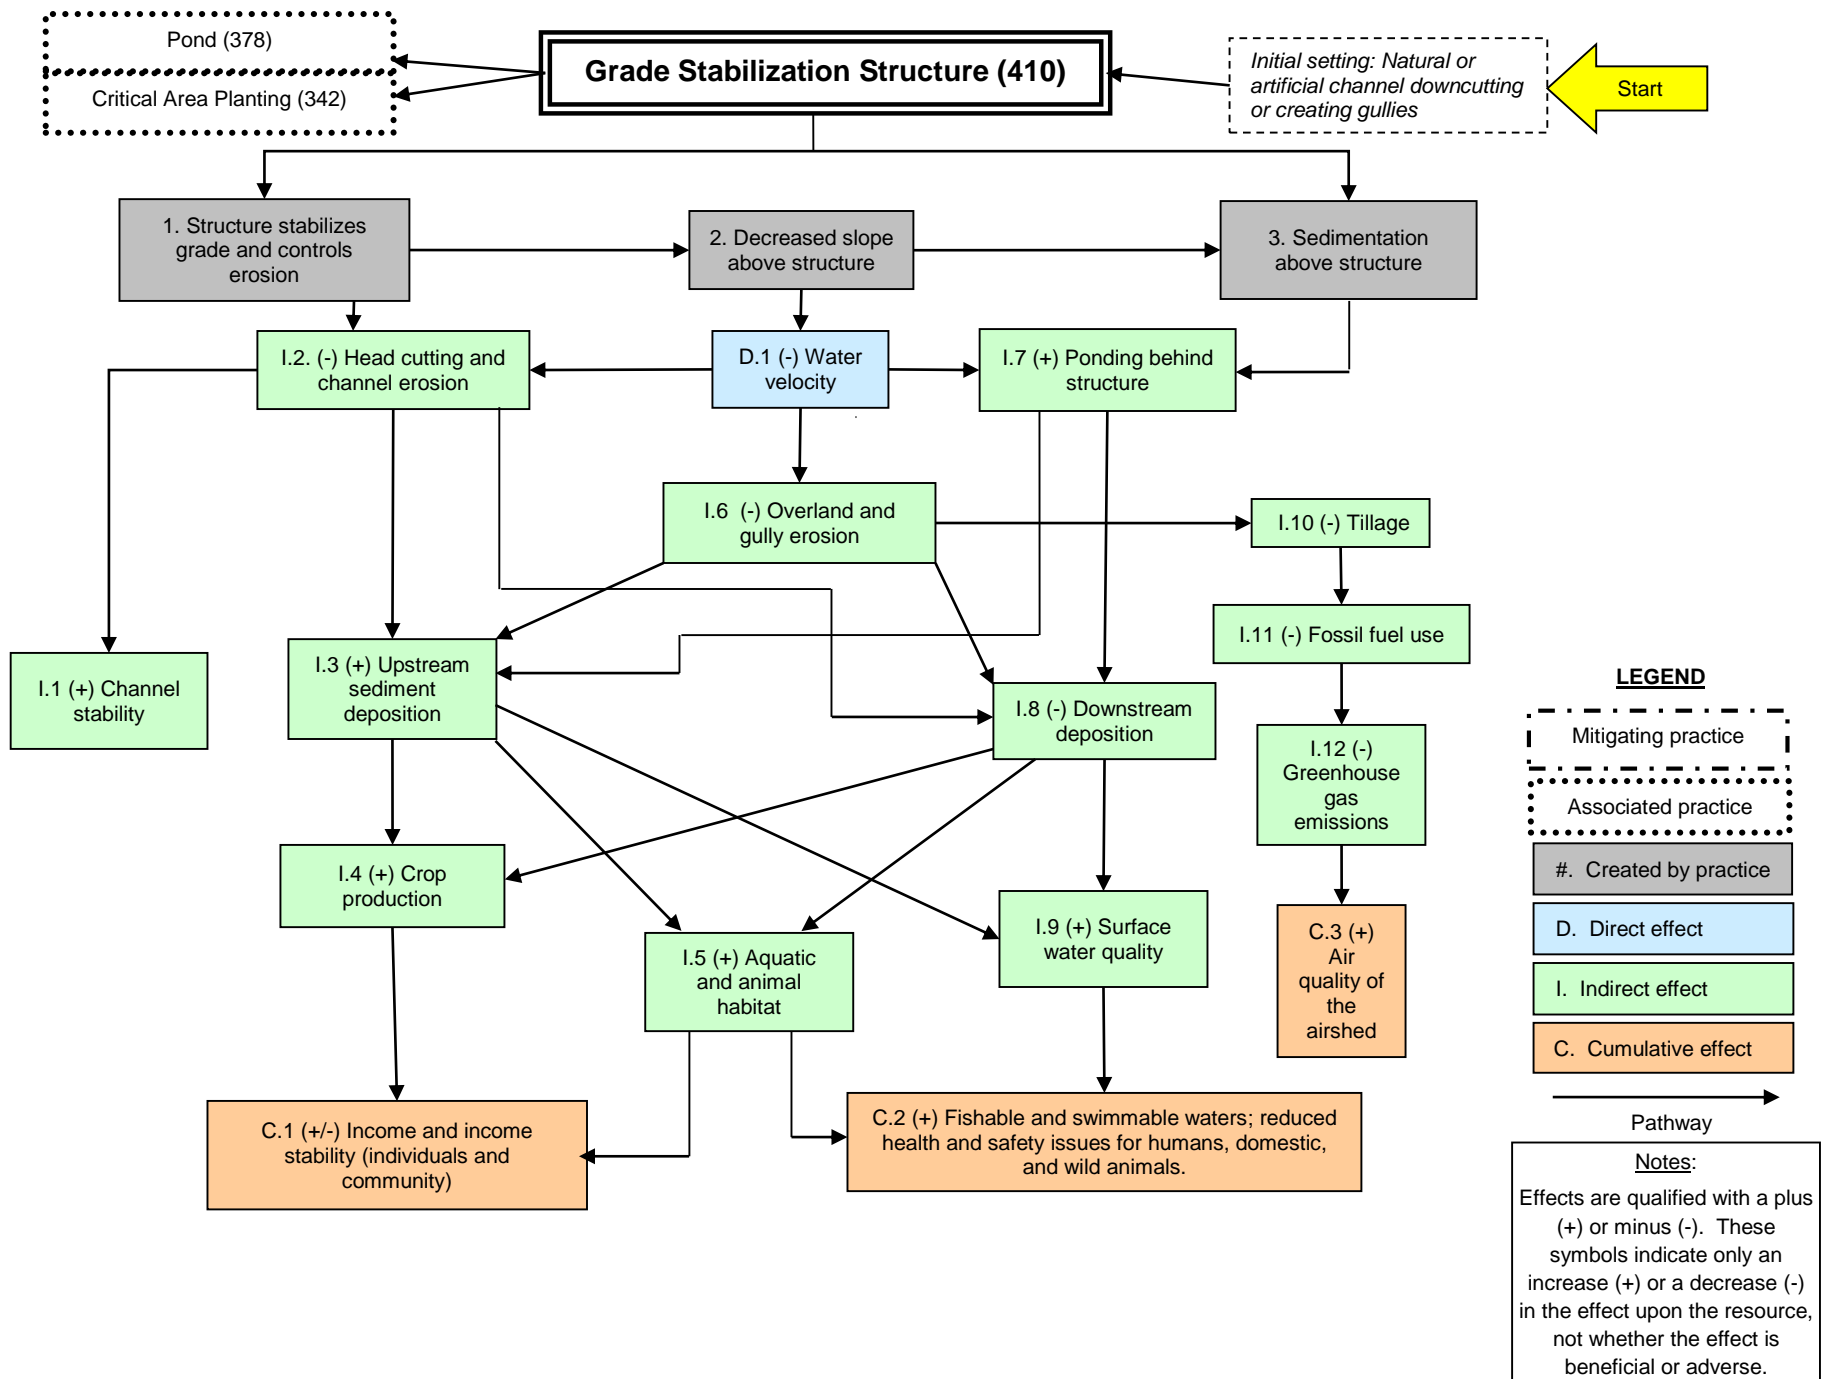 Pond (378)
Critical Area Planting (342)
Grade Stabilization Structure (410)
Initial setting: Natural or
artificial channel downcutting
or creating gullies
Start
1. Structure stabilizes
grade and controls
erosion
2. Decreased slope
above structure
3. Sedimentation
above structure
I.2. (-) Head cutting and
channel erosion
D.1 (-) Water
velocity
I.7 (+) Ponding behind
structure
I.6 (-) Overland and
gully erosion
I.10 (-) Tillage
I.11 (-) Fossil fuel use
I.1 (+) Channel
stability
I.3 (+) Upstream
sediment
deposition
I.8 (-) Downstream
deposition
I.12 (-)
Greenhouse
gas
emissions
I.4 (+) Crop
production
I.5 (+) Aquatic
and animal
habitat
I.9 (+) Surface
water quality
C.3 (+)
Air
quality of
the
airshed
C.1 (+/-) Income and income
stability (individuals and
community)
C.2 (+) Fishable and swimmable waters; reduced
health and safety issues for humans, domestic,
and wild animals.
LEGEND
Mitigating practice
Associated practice
#. Created by practice
D. Direct effect
I. Indirect effect
C. Cumulative effect
Pathway
Notes:
Effects are qualified with a plus
(+) or minus (-). These
symbols indicate only an
increase (+) or a decrease (-)
in the effect upon the resource,
not whether the effect is
beneficial or adverse.